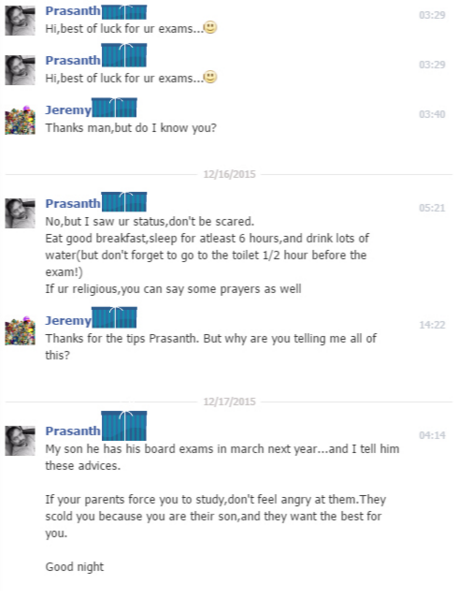 Prasanth
03:29
Hi,best of luck for ur exams...
Prasanth
03:29
Hi,best of luck for ur exams...
Jeremy
03:40
Thanks man,but do I know you?
12/16/2015
Prasanth
05:21
No,but I saw ur status,don't be scared.
Eat good breakfast,sleep for atleast 6 hours,and drink lots of
water(but don't forget to go to the toilet 1/2 hour before the
exam!)
If ur religious,you can say some prayers as well
Jeremy
14:22
Thanks for the tips Prasanth. But why are you telling me all of
this?
12/17/2015
Prasanth
04:14
My son he has his board exams in march next year...and I tell him
these advices.
If your parents force you to study,don't feel angry at them.They
scold you because you are their son,and they want the best for
you.
Good night